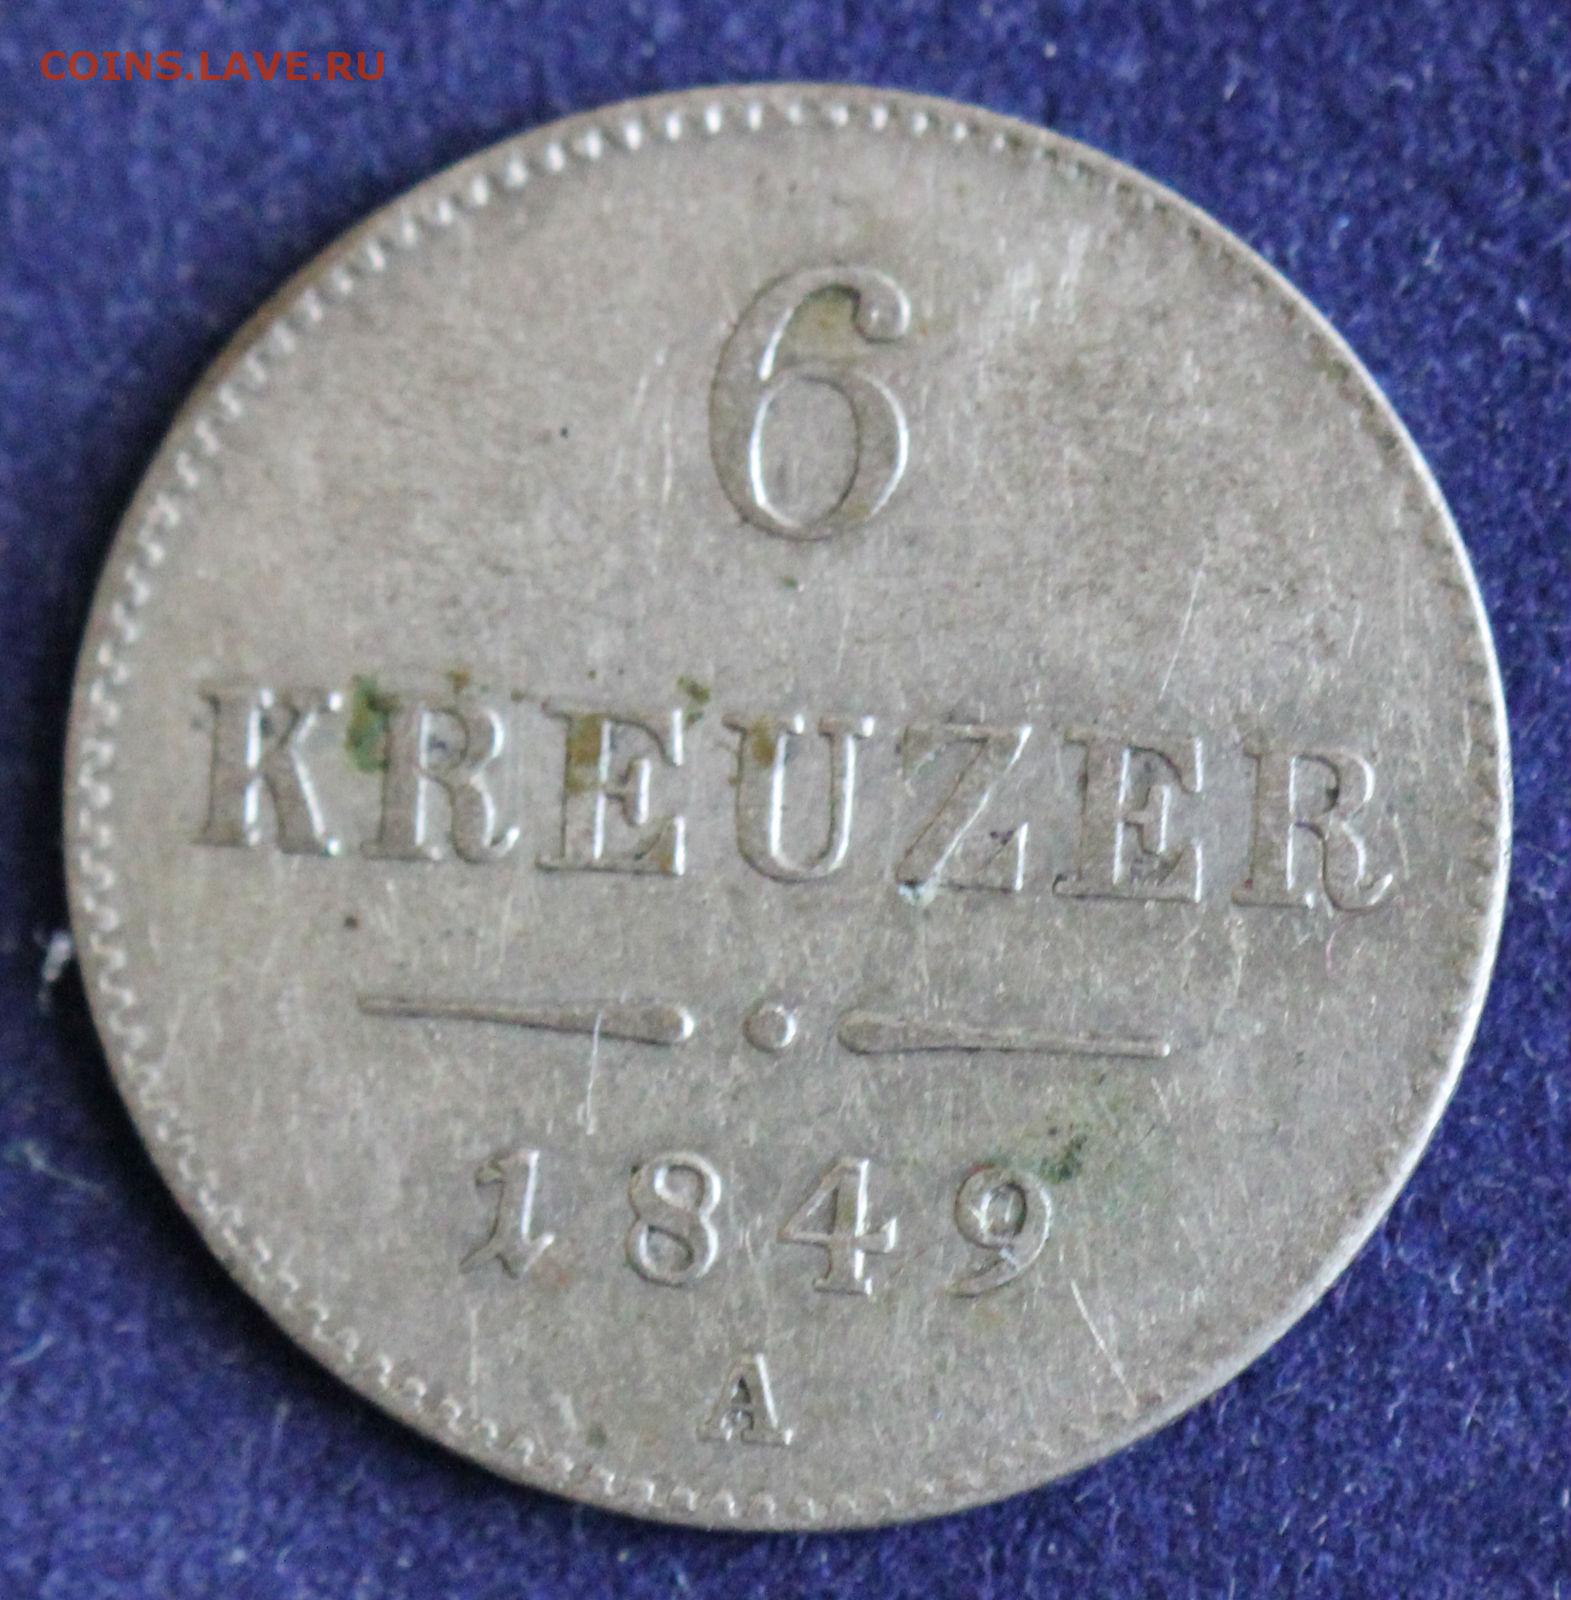 COINS.LAVE.RU
6
KREUZER
1849
A